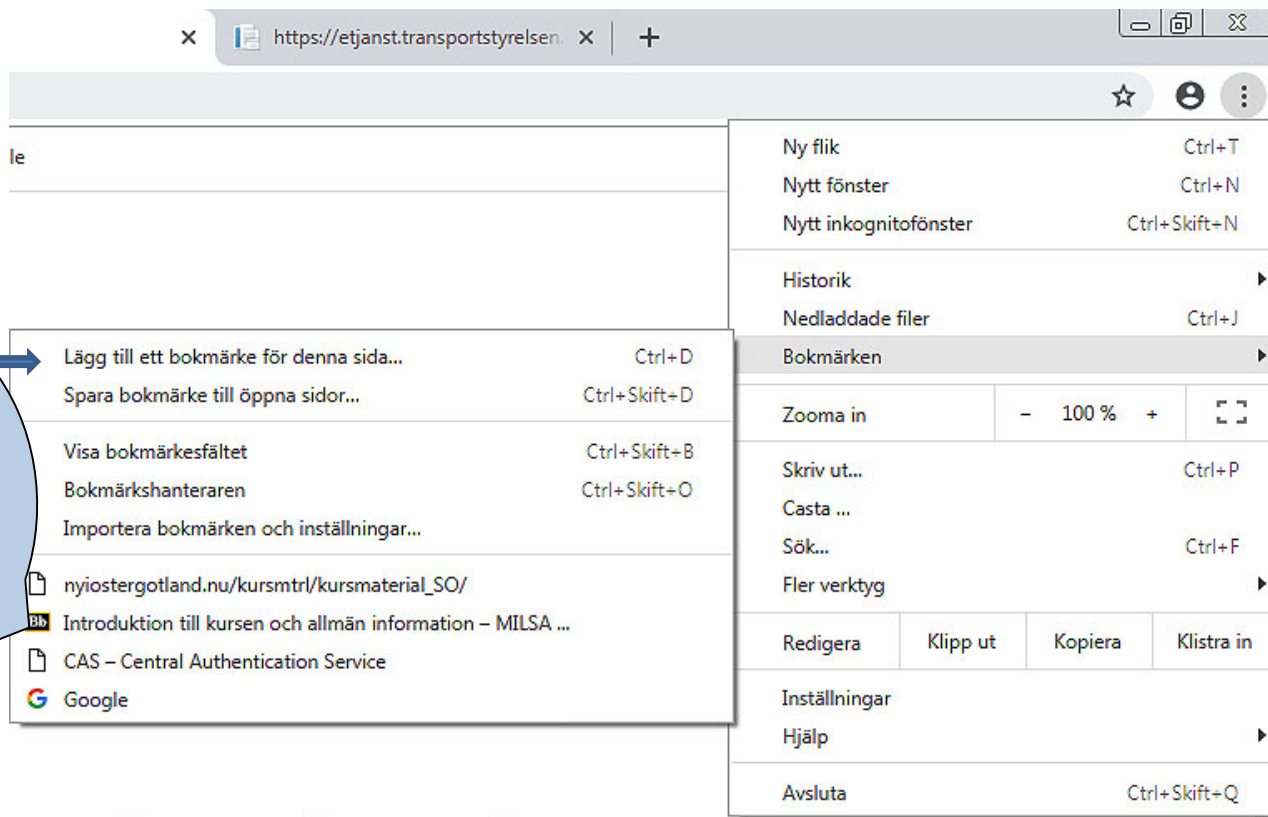 https://etjanst.transportstyrelsen.
le
Ny flik Ctrl+T
Nytt fönster Ctrl+N
Nytt inkognitofönster Ctrl+Skift+N
Historik
Nedladdade filer Ctrl+J
Bokmärken
Zooma in - 100 % +
Skriv ut... Ctrl+P
Casta ...
Sök... Ctrl+F
Fler verktyg
Redigera Klipp ut Kopiera Klistra in
Inställningar
Hjälp
Avsluta Ctrl+Skift+Q
Lägg till ett bokmärke för denna sida... Ctrl+D
Spara bokmärke till öppna sidor... Ctrl+Skift+D
Visa bokmärkesfältet Ctrl+Skift+B
Bokmärkshanteraren Ctrl+Skift+O
Importera bokmärken och inställningar...
nyiostergotland.nu/kursmtrl/kursmaterial_SO/
Bb Introduktion till kursen och allmän information – MILSA ...
CAS – Central Authentication Service
G Google